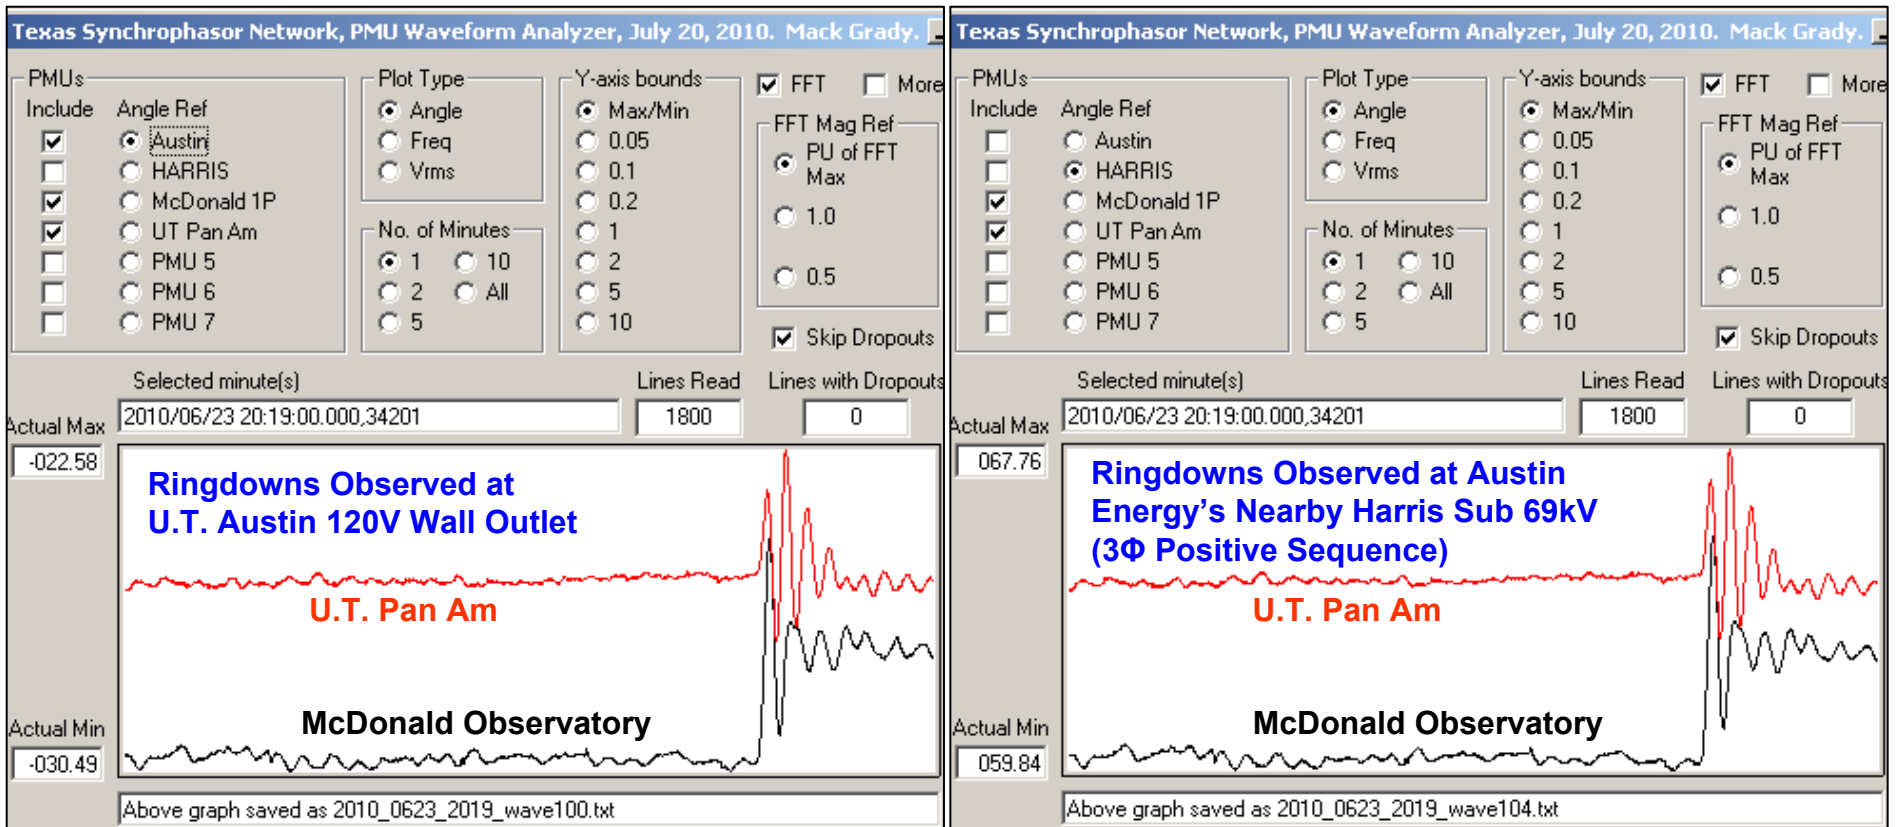 Texas Synchrophasor Network, PMU Waveform Analyzer, July 20, 2010. Mack Grady.
PMUs
Include Angle Ref
Austin
HARRIS
McDonald 1P
UT Pan Am
PMU 5
PMU 6
PMU 7
Plot Type
Angle
Freq
Vrms
No. of Minutes
1 10
2 All
5
Y-axis bounds
Max/Min
0.05
0.1
0.2
1
2
5
10
FFT More
FFT Mag Ref
PU of FFT
Max
1.0
0.5
Skip Dropouts
Selected minute(s) Lines Read Lines with Dropouts
2010/06/23 20:19:00.000,34201 1800 0
Actual Max
-022.58
Ringdowns Observed at
U.T. Austin 120V Wall Outlet
U.T. Pan Am
McDonald Observatory
Actual Min
-030.49
Above graph saved as 2010_0623_2019_wave100.txt
Texas Synchrophasor Network, PMU Waveform Analyzer, July 20, 2010. Mack Grady.
PMUs
Include Angle Ref
Austin
HARRIS
McDonald 1P
UT Pan Am
PMU 5
PMU 6
PMU 7
Plot Type
Angle
Freq
Vrms
No. of Minutes
1 10
2 All
5
Y-axis bounds
Max/Min
0.05
0.1
0.2
1
2
5
10
FFT More
FFT Mag Ref
PU of FFT
Max
1.0
0.5
Skip Dropouts
Selected minute(s) Lines Read Lines with Dropouts
2010/06/23 20:19:00.000,34201 1800 0
Actual Max
067.76
Ringdowns Observed at Austin
Energy’s Nearby Harris Sub 69kV
(3Φ Positive Sequence)
U.T. Pan Am
McDonald Observatory
Actual Min
059.84
Above graph saved as 2010_0623_2019_wave104.txt